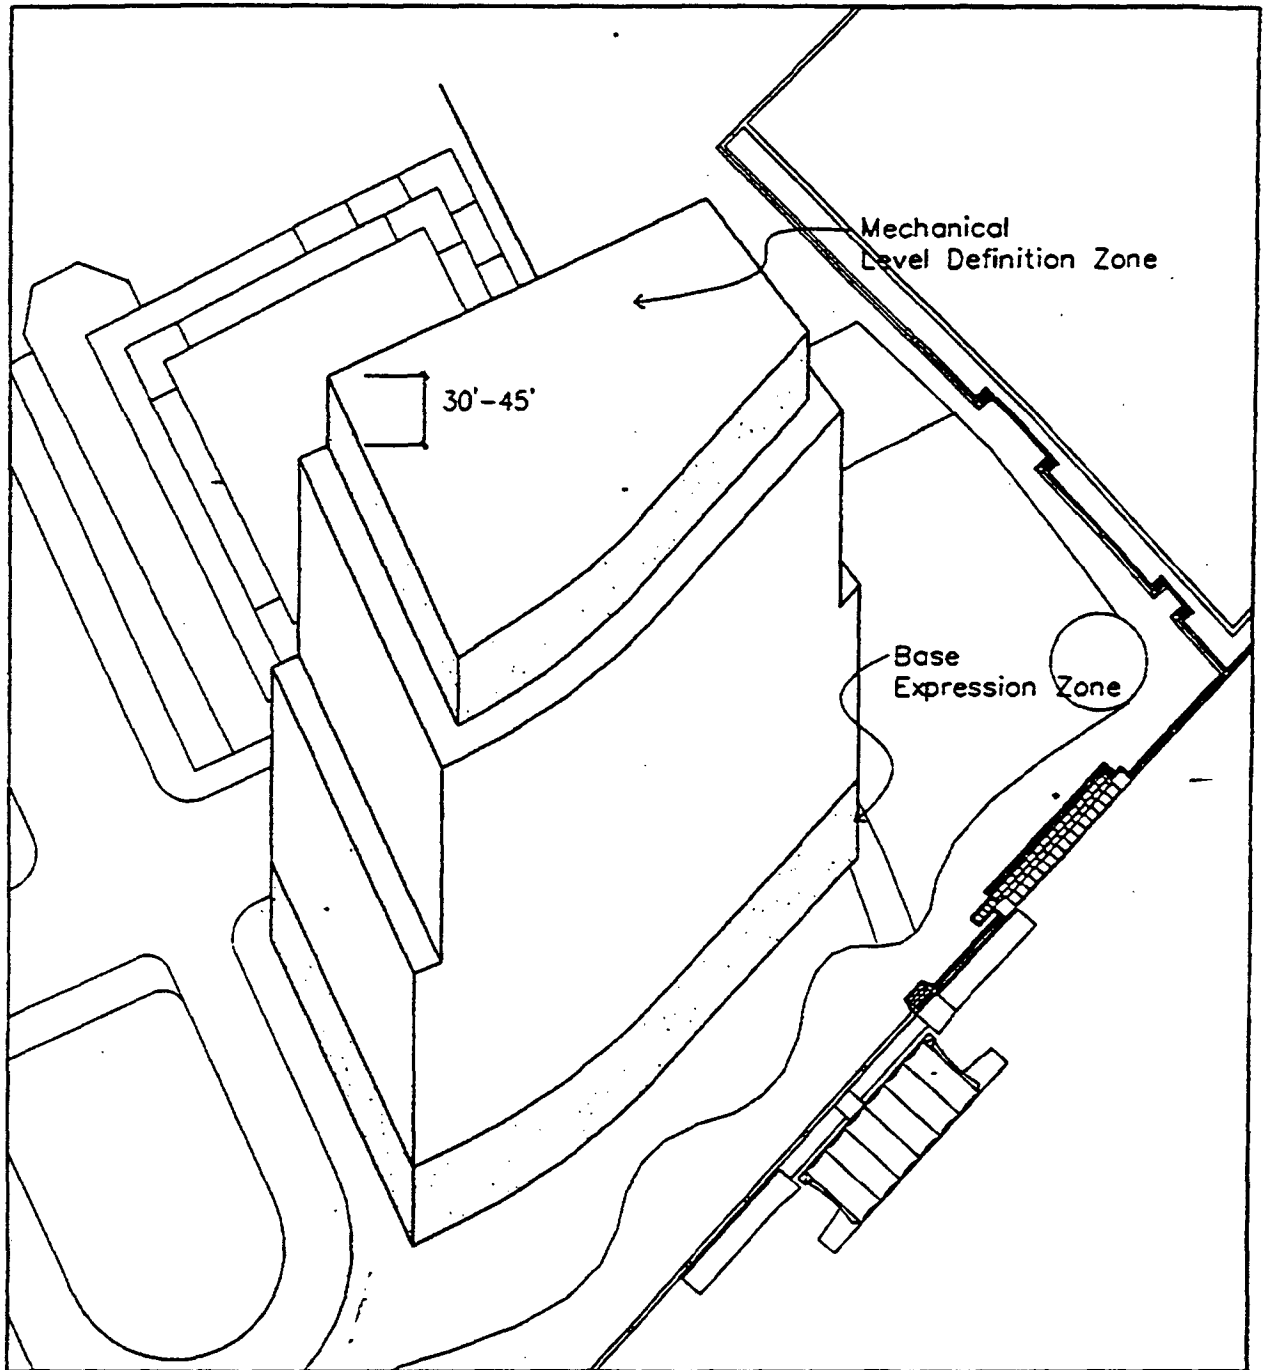 Mechanical
Level Definition Zone
30'-45'
Base
Expression Zone